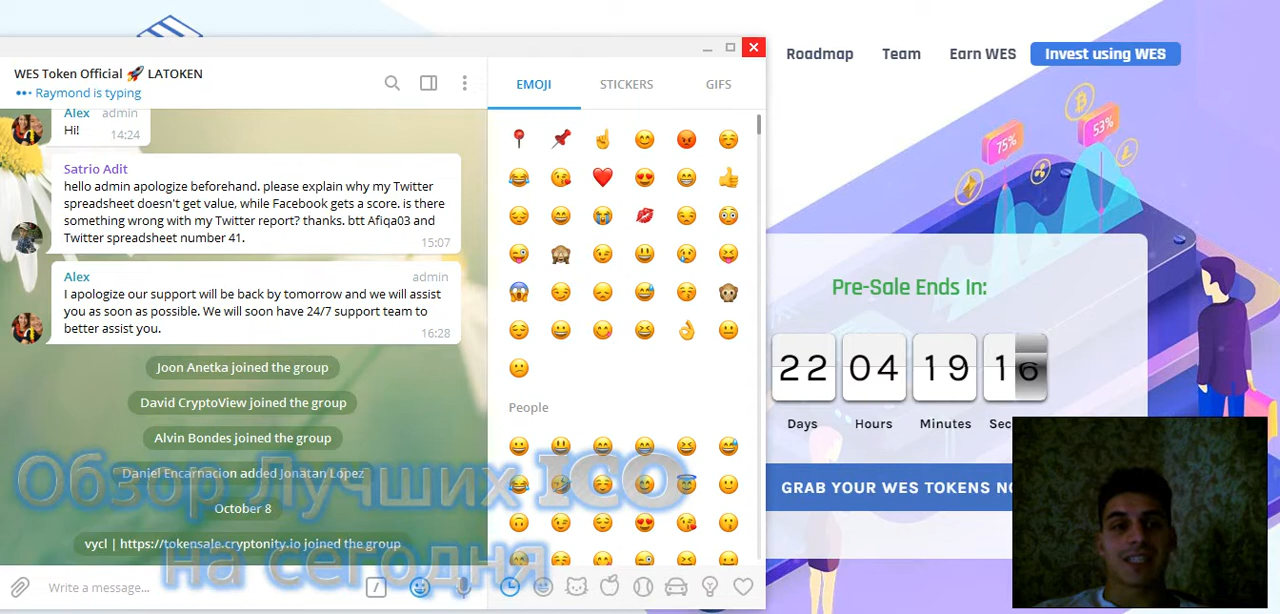 WES Token Official 🚀 LATOKEN
Raymond is typing
Alex admin
Hi!
14:24
Satrio Adit
hello admin apologize beforehand. please explain why my Twitter
spreadsheet doesn't get value, while Facebook gets a score. is there
something wrong with my Twitter report? thanks. btt Afiqa03 and
Twitter spreadsheet number 41.
15:07
Alex admin
I apologize our support will be back by tomorrow and we will assist
you as soon as possible. We will soon have 24/7 support team to
better assist you.
16:28
Joon Anetka joined the group
David CryptoView joined the group
Alvin Bondes joined the group
Daniel Encarnacion added Jonatan Lopez
October 8
vycl | https://tokensale.cryptonity.io joined the group
Write a message...
EMOJI STICKERS GIFS
People
Roadmap Team Earn WES Invest using WES
75%
53%
Pre-Sale Ends In:
22 04 19 16
Days Hours Minutes Sec
GRAB YOUR WES TOKENS NO
Обзор Лучших ICO
на сегодня